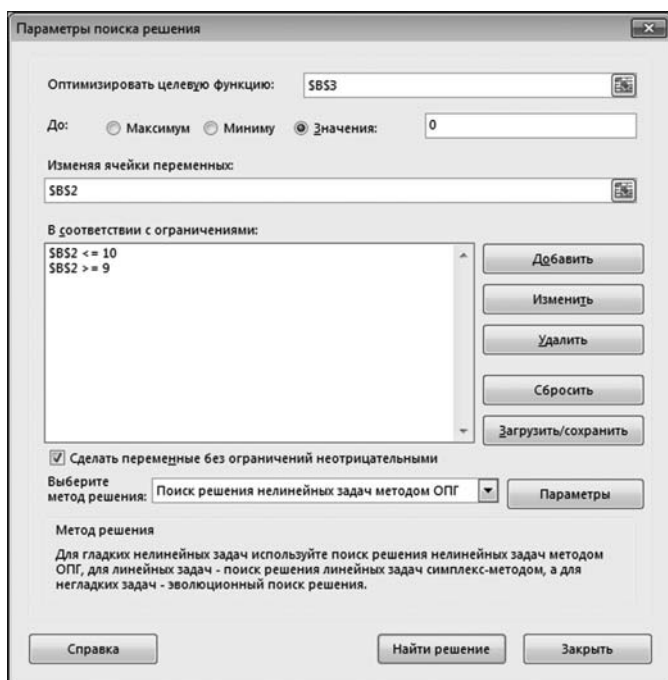 Параметры поиска решения
Оптимизировать целевую функцию: $B$3
До: Максимум Миниму Значения: 0
Изменяя ячейки переменных:
$B$2
В соответствии с ограничениями:
$B$2 <= 10
$B$2 >= 9
Добавить
Изменить
Удалить
Сбросить
Загрузить/сохранить
Сделать переменные без ограничений неотрицательными
Выберите
метод решения: Поиск решения нелинейных задач методом ОПГ
Параметры
Метод решения
Для гладких нелинейных задач используйте поиск решения нелинейных задач методом
ОПГ, для линейных задач - поиск решения линейных задач симплекс-методом, а для
негладких задач - эволюционный поиск решения.
Справка Найти решение Закрыть